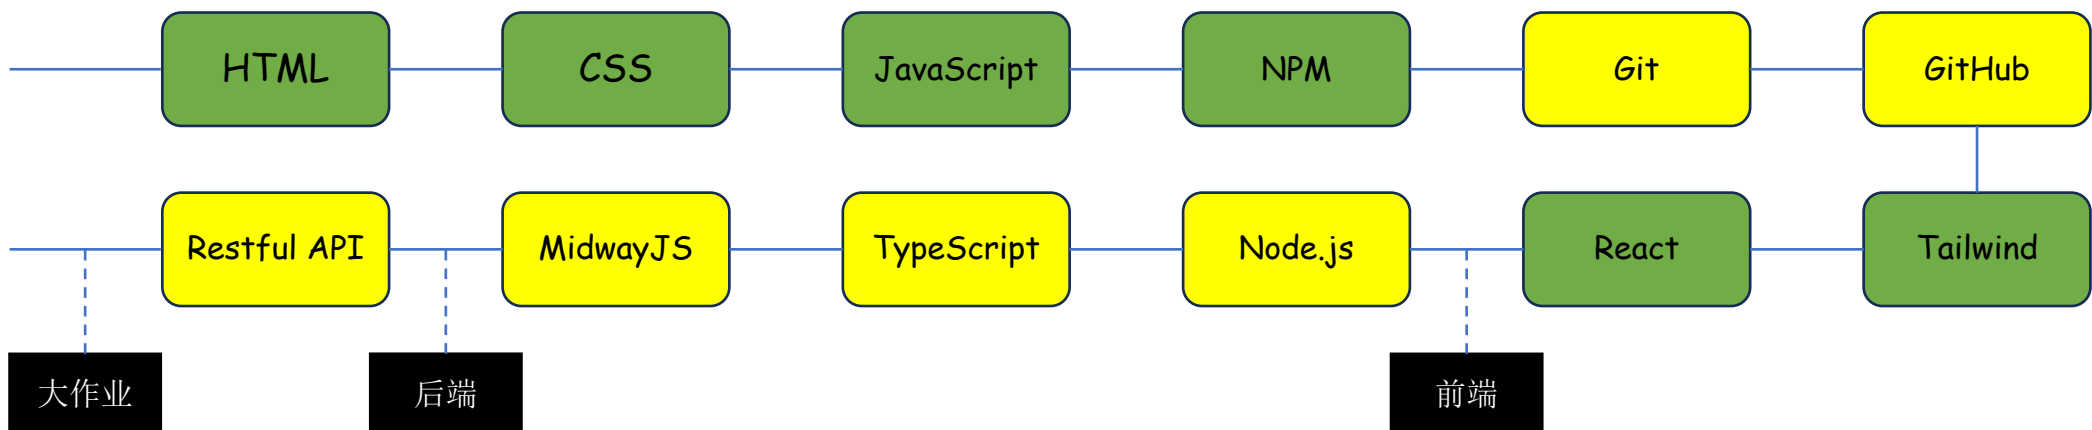 HTML
CSS
JavaScript
NPM
Git
GitHub
Restful API
MidwayJS
TypeScript
Node.js
React
Tailwind
大作业
后端
前端